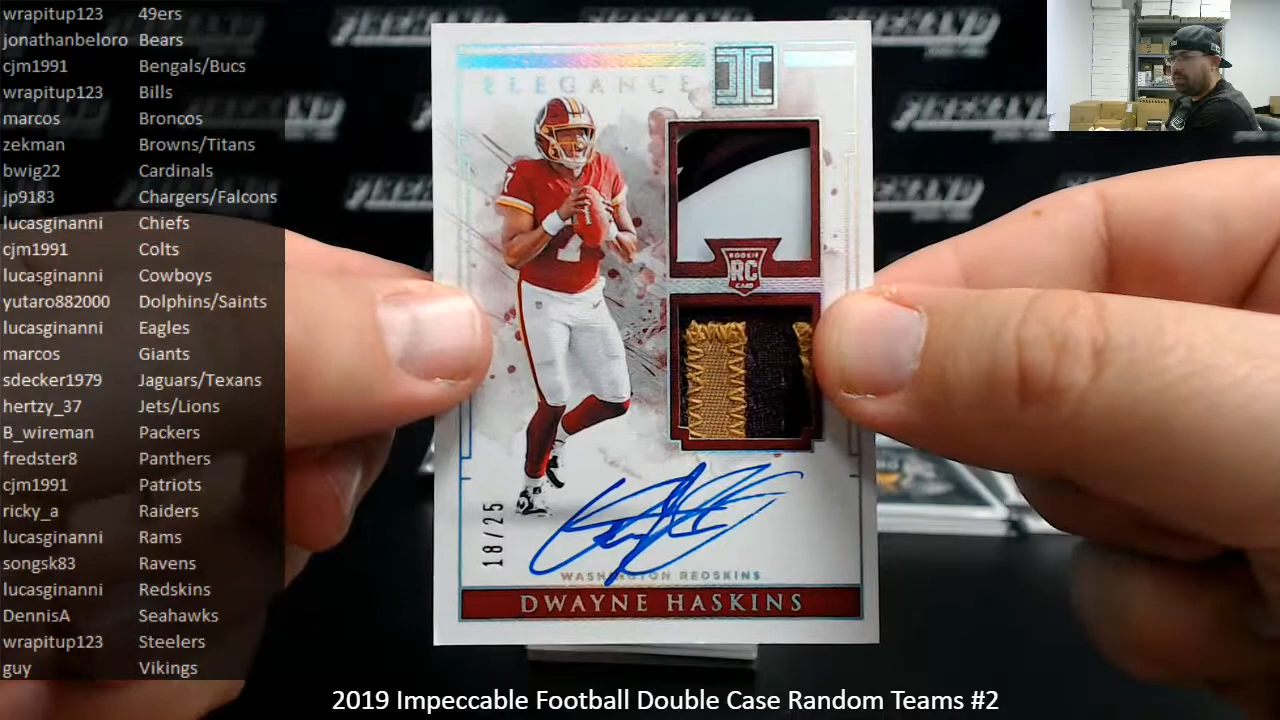 wrapitup123 49ers
jonathanbeloro Bears
cjm1991 Bengals/Bucs
wrapitup123 Bills
marcos Broncos
zekman Browns/Titans
bwig22 Cardinals
jp9183 Chargers/Falcons
lucasginanni Chiefs
cjm1991 Colts
lucasginanni Cowboys
yutaro882000 Dolphins/Saints
lucasginanni Eagles
marcos Giants
sdecker1979 Jaguars/Texans
hertzy_37 Jets/Lions
B_wireman Packers
fredster8 Panthers
cjm1991 Patriots
ricky_a Raiders
lucasginanni Rams
songsk83 Ravens
lucasginanni Redskins
DennisA Seahawks
wrapitup123 Steelers
guy Vikings
ELEGANCE
ROOKIE
RC
CARD
7
18/25
WASHINGTON REDSKINS
DWAYNE HASKINS
2019 Impeccable Football Double Case Random Teams #2